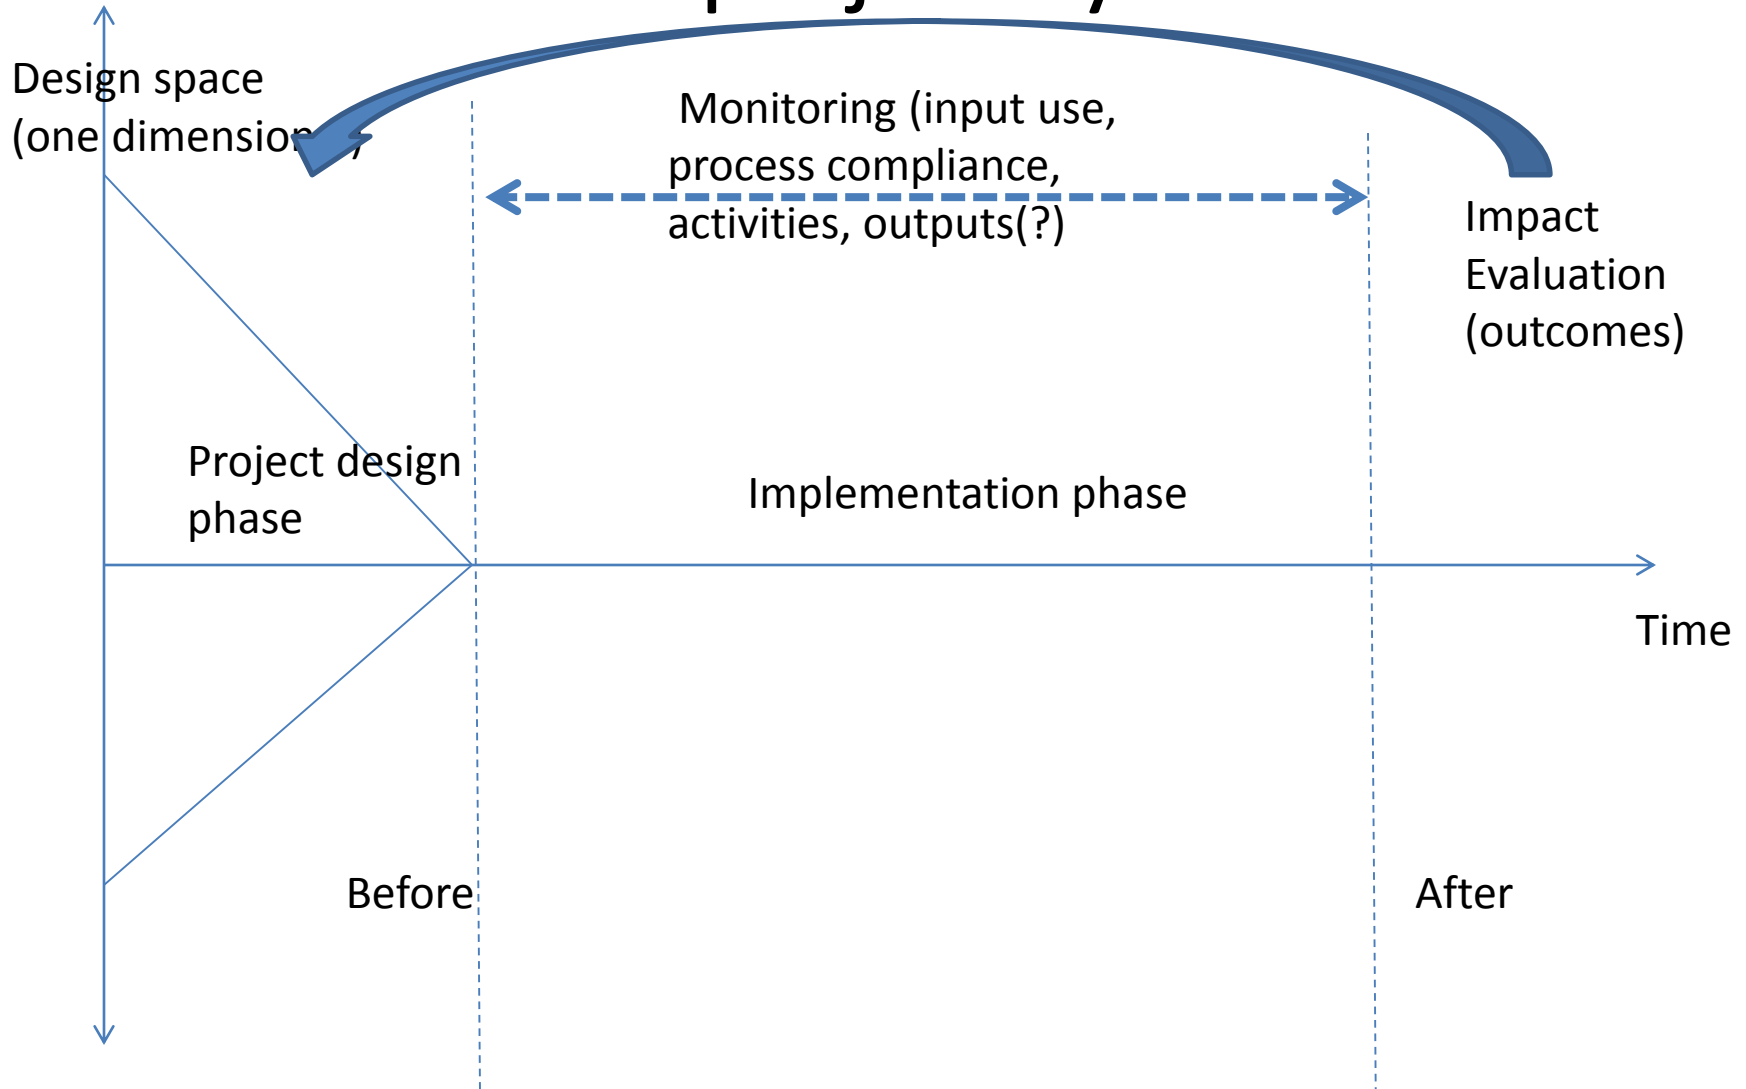 Design space
(one dimension
Monitoring (input use,
process compliance,
activities, outputs(?)
Impact
Evaluation
(outcomes)
Project design
phase
Implementation phase
Time
Before
After